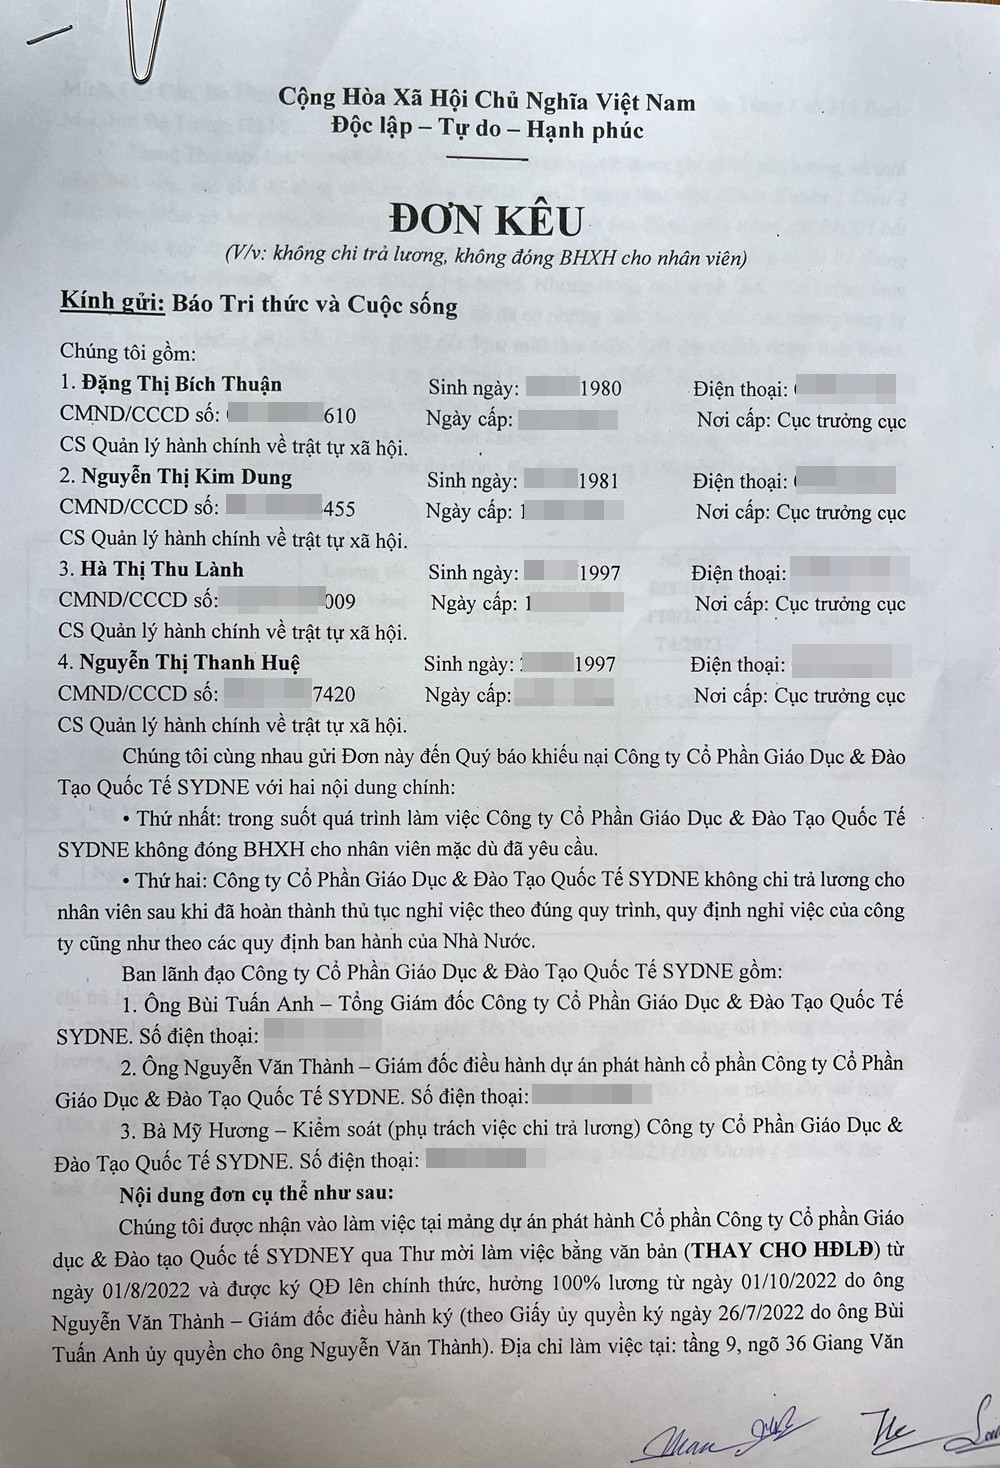 Cộng Hòa Xã Hội Chủ Nghĩa Việt Nam
Độc lập – Tự do – Hạnh phúc
ĐƠN KÊU
(V/v: không chi trả lương, không đóng BHXH cho nhân viên)
Kính gửi: Báo Tri thức và Cuộc sống
Chúng tôi gồm:
1. Đặng Thị Bích Thuận Sinh ngày: 1980 Điện thoại:
CMND/CCCD số: 610 Ngày cấp: Nơi cấp: Cục trưởng cục
CS Quản lý hành chính về trật tự xã hội.
2. Nguyễn Thị Kim Dung Sinh ngày: 1981 Điện thoại:
CMND/CCCD số: 455 Ngày cấp: 1 Nơi cấp: Cục trưởng cục
CS Quản lý hành chính về trật tự xã hội.
3. Hà Thị Thu Lành Sinh ngày: 1997 Điện thoại:
CMND/CCCD số: 009 Ngày cấp: 1 Nơi cấp: Cục trưởng cục
CS Quản lý hành chính về trật tự xã hội.
4. Nguyễn Thị Thanh Huệ Sinh ngày: 1997 Điện thoại:
CMND/CCCD số: 7420 Ngày cấp: Nơi cấp: Cục trưởng cục
CS Quản lý hành chính về trật tự xã hội.
Chúng tôi cùng nhau gửi Đơn này đến Quý báo khiếu nại Công ty Cổ Phần Giáo Dục & Đào
Tạo Quốc Tế SYDNE với hai nội dung chính:
• Thứ nhất: trong suốt quá trình làm việc Công ty Cổ Phần Giáo Dục & Đào Tạo Quốc Tế
SYDNE không đóng BHXH cho nhân viên mặc dù đã yêu cầu.
• Thứ hai: Công ty Cổ Phần Giáo Dục & Đào Tạo Quốc Tế SYDNE không chi trả lương cho
nhân viên sau khi đã hoàn thành thủ tục nghỉ việc theo đúng quy trình, quy định nghỉ việc của công
ty cũng như theo các quy định ban hành của Nhà Nước.
Ban lãnh đạo Công ty Cổ Phần Giáo Dục & Đào Tạo Quốc Tế SYDNE gồm:
1. Ông Bùi Tuấn Anh – Tổng Giám đốc Công ty Cổ Phần Giáo Dục & Đào Tạo Quốc Tế
SYDNE. Số điện thoại:
2. Ông Nguyễn Văn Thành – Giám đốc điều hành dự án phát hành cổ phần Công ty Cổ Phần
Giáo Dục & Đào Tạo Quốc Tế SYDNE. Số điện thoại:
3. Bà Mỹ Hương – Kiểm soát (phụ trách việc chi trả lương) Công ty Cổ Phần Giáo Dục &
Đào Tạo Quốc Tế SYDNE. Số điện thoại:
Nội dung đơn cụ thể như sau:
Chúng tôi được nhận vào làm việc tại mảng dự án phát hành Cổ phần Công ty Cổ phần Giáo
dục & Đào tạo Quốc tế SYDNEY qua Thư mời làm việc bằng văn bản (THAY CHO HĐLĐ) từ
ngày 01/8/2022 và được ký QĐ lên chính thức, hưởng 100% lương từ ngày 01/10/2022 do ông
Nguyễn Văn Thành – Giám đốc điều hành ký (theo Giấy ủy quyền ký ngày 26/7/2022 do ông Bùi
Tuấn Anh ủy quyền cho ông Nguyễn Văn Thành). Địa chỉ làm việc tại: tầng 9, ngõ 36 Giang Văn